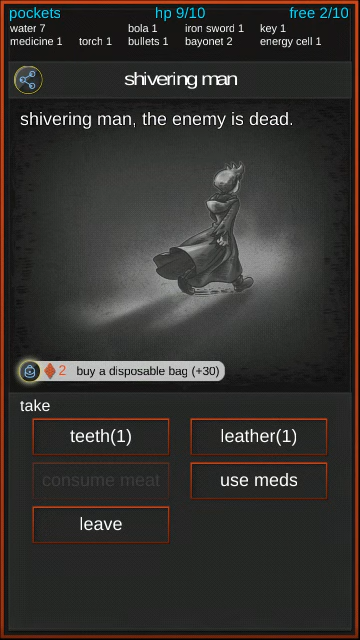 pockets hp 9/10 free 2/10
water 7 bola 1 iron sword 1 key 1
medicine 1 torch 1 bullets 1 bayonet 2 energy cell 1
shivering man
shivering man, the enemy is dead.
2 buy a disposable bag (+30)
take
teeth(1) leather(1)
consume meat use meds
leave